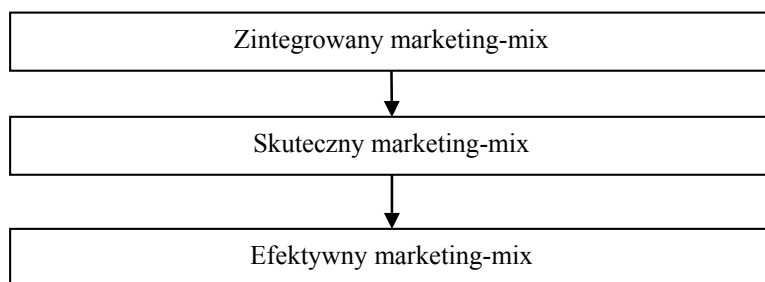 Zintegrowany marketing-mix
Skuteczny marketing-mix
Efektywny marketing-mix